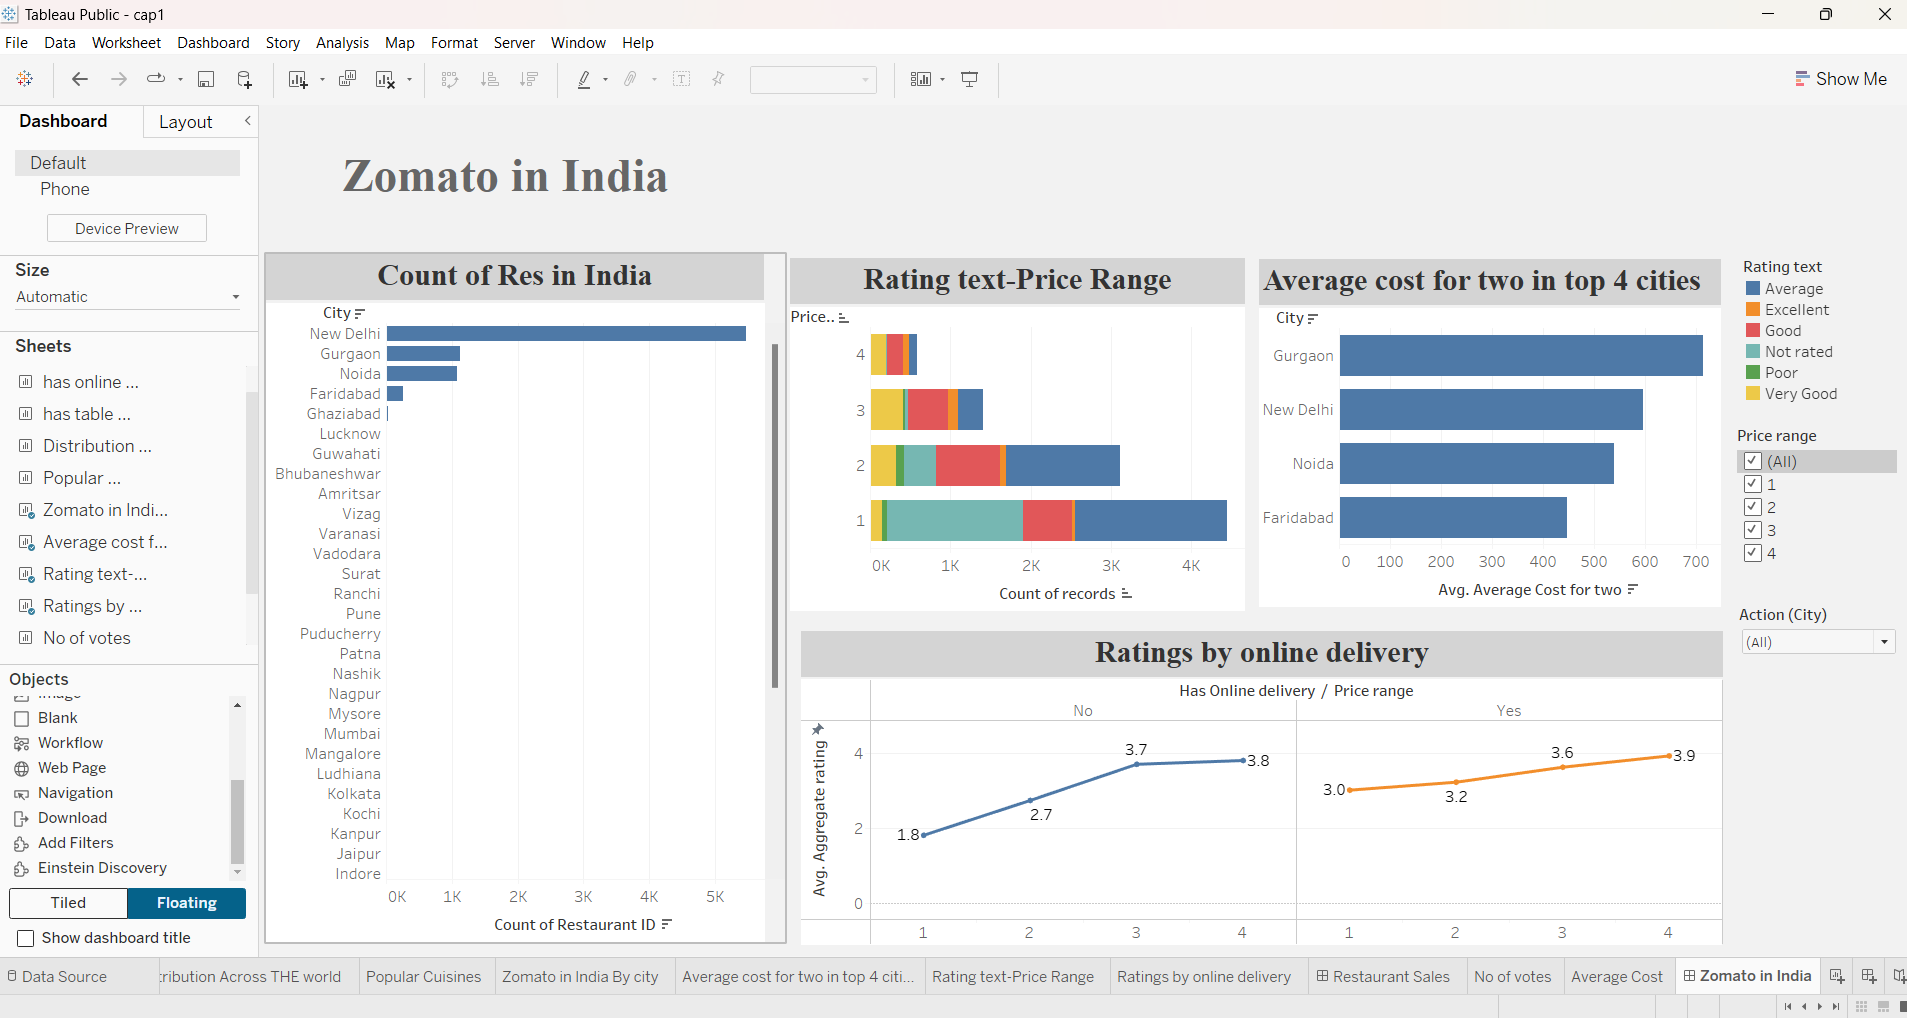 Tableau Public - cap1
File Data Worksheet Dashboard Story Analysis Map Format Server Window Help
Show Me
Dashboard
Layout
Default
Phone
Device Preview
Size
Automatic
Sheets
has online ...
has table ...
Distribution ...
Popular ...
Zomato in Indi...
Average cost f...
Rating text-...
Ratings by ...
No of votes
Objects
Image
Blank
Workflow
Web Page
Navigation
Download
Add Filters
Einstein Discovery
Tiled Floating
Show dashboard title
Zomato in India
Count of Res in India
City
New Delhi
Gurgaon
Noida
Faridabad
Ghaziabad
Lucknow
Guwahati
Bhubaneshwar
Amritsar
Vizag
Varanasi
Vadodara
Surat
Ranchi
Pune
Puducherry
Patna
Nashik
Nagpur
Mysore
Mumbai
Mangalore
Ludhiana
Kolkata
Kochi
Kanpur
Jaipur
Indore
0K 1K 2K 3K 4K 5K
Count of Restaurant ID
Rating text-Price Range
Price..
4
3
2
1
0K 1K 2K 3K 4K
Count of records
Average cost for two in top 4 cities
City
Gurgaon
New Delhi
Noida
Faridabad
0 100 200 300 400 500 600 700
Avg. Average Cost for two
Rating text
Average
Excellent
Good
Not rated
Poor
Very Good
Price range
(All)
1
2
3
4
Action (City)
(All)
Ratings by online delivery
Has Online delivery / Price range
No Yes
Avg. Aggregate rating
4
2
0
1.8 2.7 3.7 3.8
3.0 3.2 3.6 3.9
1 2 3 4 1 2 3 4
Data Source
tribution Across THE world
Popular Cuisines
Zomato in India By city
Average cost for two in top 4 citi...
Rating text-Price Range
Ratings by online delivery
Restaurant Sales
No of votes
Average Cost
Zomato in India